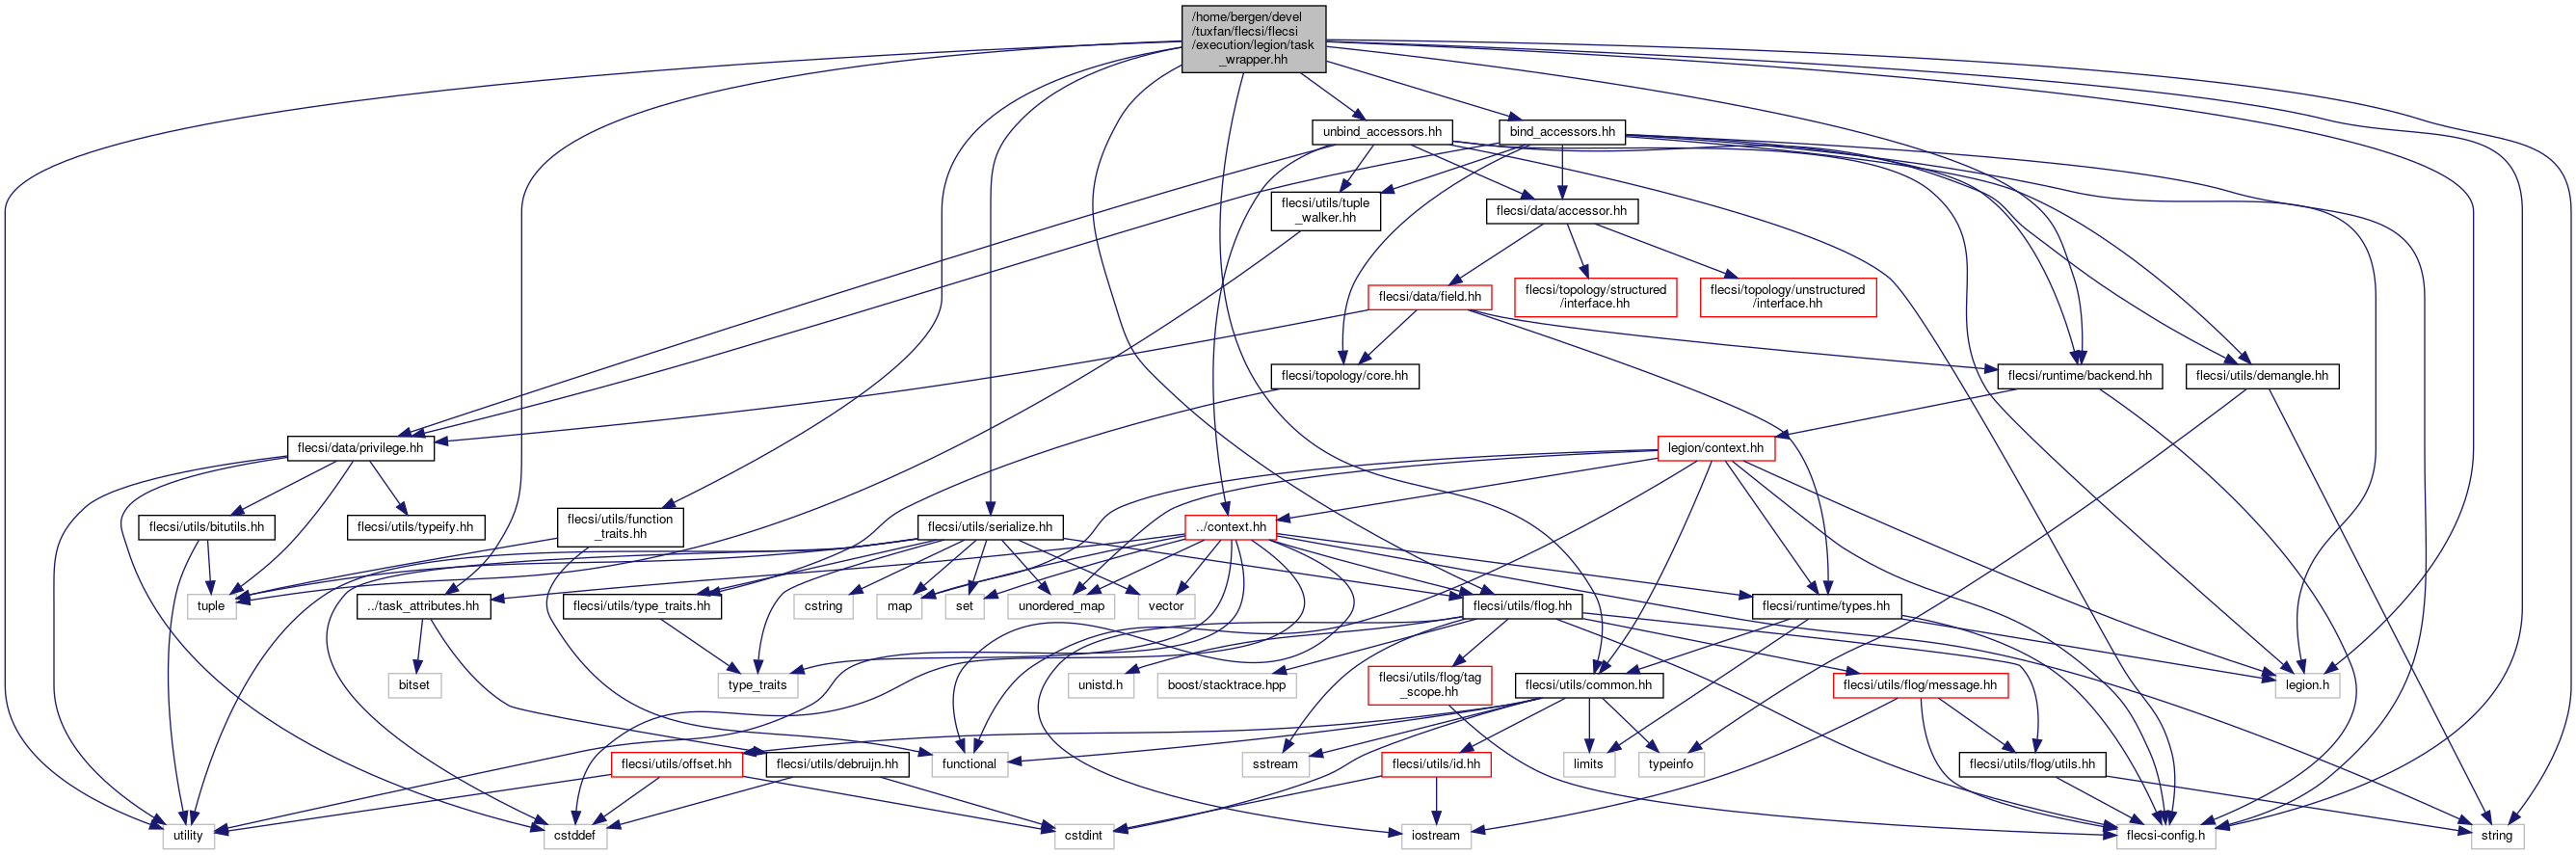 /home/bergen/devel
/tuxfan/flecsi/flecsi
/execution/legion/task
_wrapper.hh
unbind_accessors.hh
bind_accessors.hh
flecsi/utils/tuple
_walker.hh
flecsi/data/accessor.hh
flecsi/data/field.hh
flecsi/topology/structured
/interface.hh
flecsi/topology/unstructured
/interface.hh
flecsi/topology/core.hh
flecsi/runtime/backend.hh
flecsi/utils/demangle.hh
flecsi/data/privilege.hh
legion/context.hh
flecsi/utils/bitutils.hh
flecsi/utils/typeify.hh
flecsi/utils/function
_traits.hh
flecsi/utils/serialize.hh
../context.hh
tuple
../task_attributes.hh
flecsi/utils/type_traits.hh
cstring
map
set
unordered_map
vector
flecsi/utils/flog.hh
flecsi/runtime/types.hh
bitset
type_traits
unistd.h
boost/stacktrace.hpp
flecsi/utils/flog/tag
_scope.hh
flecsi/utils/common.hh
flecsi/utils/flog/message.hh
legion.h
flecsi/utils/offset.hh
flecsi/utils/debruijn.hh
functional
sstream
flecsi/utils/id.hh
limits
typeinfo
flecsi/utils/flog/utils.hh
utility
cstddef
cstdint
iostream
flecsi-config.h
string